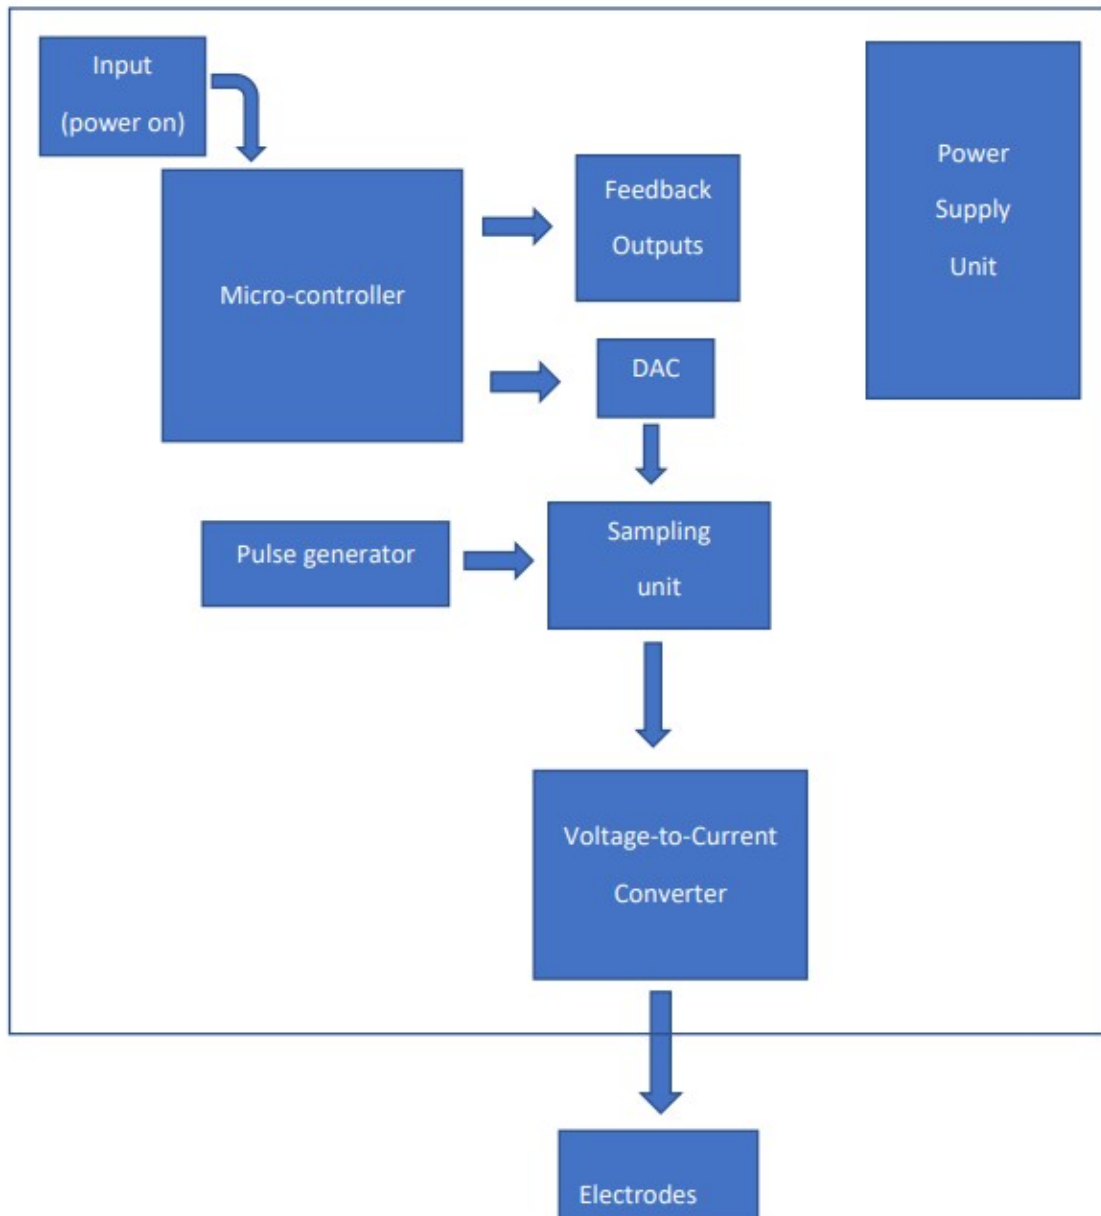 Input
(power on)
Power
Supply
Unit
Feedback
Outputs
Micro-controller
DAC
Sampling
unit
Pulse generator
Voltage-to-Current
Converter
Electrodes